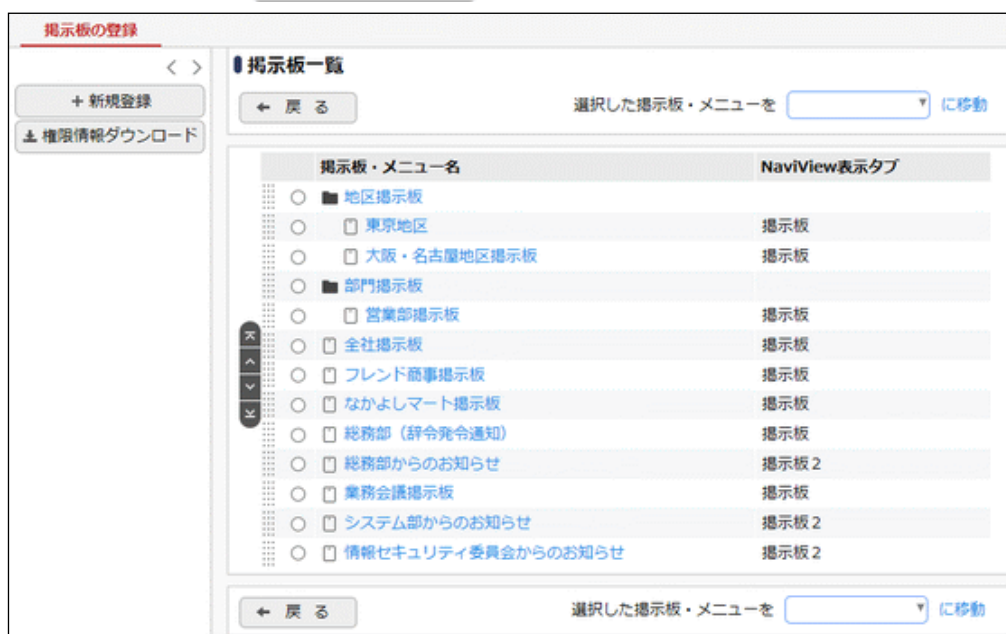 掲示板の登録
+ 新規登録
権限情報ダウンロード
掲示板一覧
戻 る
選択した掲示板・メニューを に移動
掲示板・メニュー名 NaviView表示タブ
地区掲示板
東京地区 掲示板
大阪・名古屋地区掲示板 掲示板
部門掲示板
営業部掲示板 掲示板
全社掲示板 掲示板
フレンド商事掲示板 掲示板
なかよしマート掲示板 掲示板
総務部（辞令発令通知） 掲示板
総務部からのお知らせ 掲示板2
業務会議掲示板 掲示板
システム部からのお知らせ 掲示板2
情報セキュリティ委員会からのお知らせ 掲示板2
戻 る
選択した掲示板・メニューを に移動